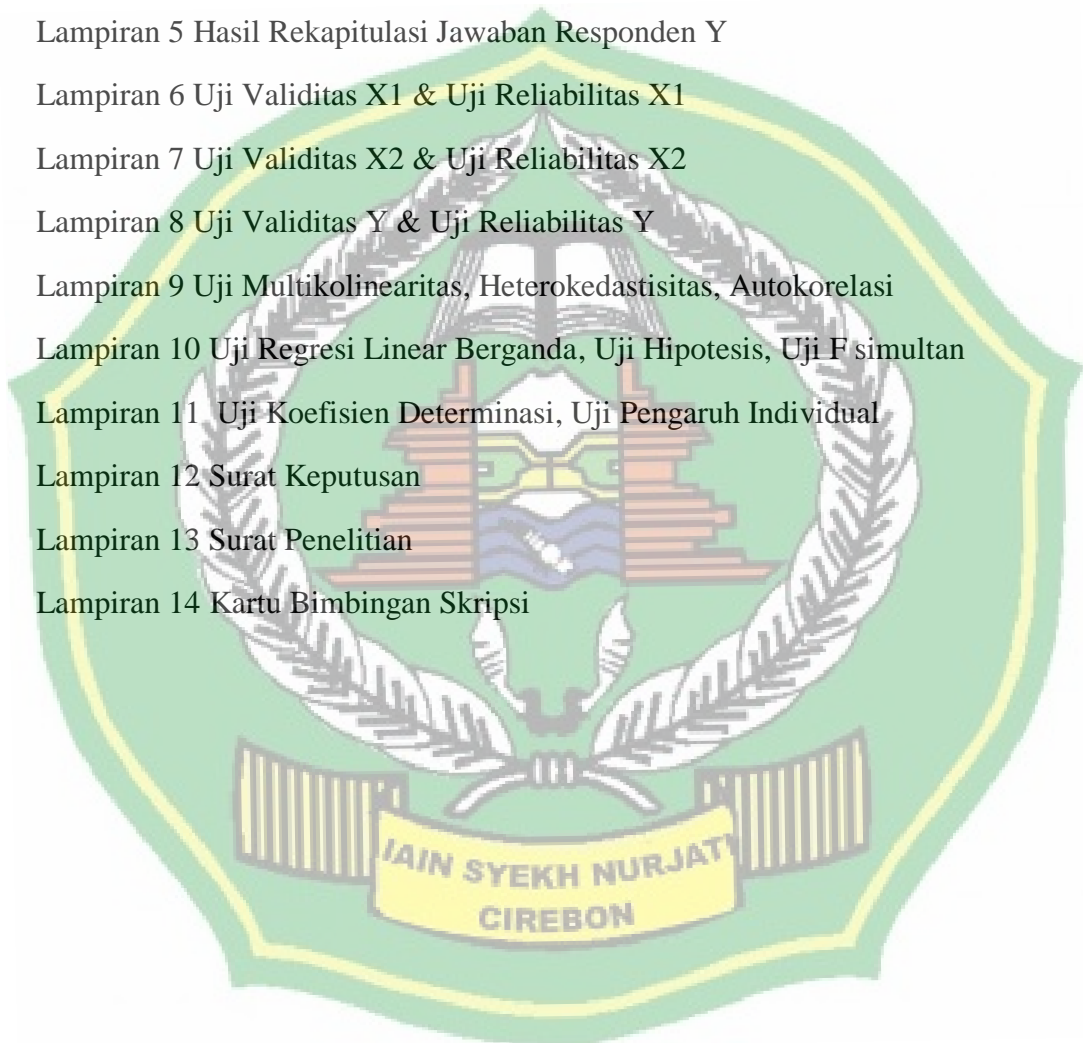 Lampiran 5 Hasil Rekapitulasi Jawaban Responden Y
Lampiran 6 Uji Validitas X1 & Uji Reliabilitas X1
Lampiran 7 Uji Validitas X2 & Uji Reliabilitas X2
Lampiran 8 Uji Validitas Y & Uji Reliabilitas Y
Lampiran 9 Uji Multikolinearitas, Heterokedastisitas, Autokorelasi
Lampiran 10 Uji Regresi Linear Berganda, Uji Hipotesis, Uji F simultan
Lampiran 11 Uji Koefisien Determinasi, Uji Pengaruh Individual
Lampiran 12 Surat Keputusan
Lampiran 13 Surat Penelitian
Lampiran 14 Kartu Bimbingan Skripsi
IAIN SYEKH NURJATI
CIREBON